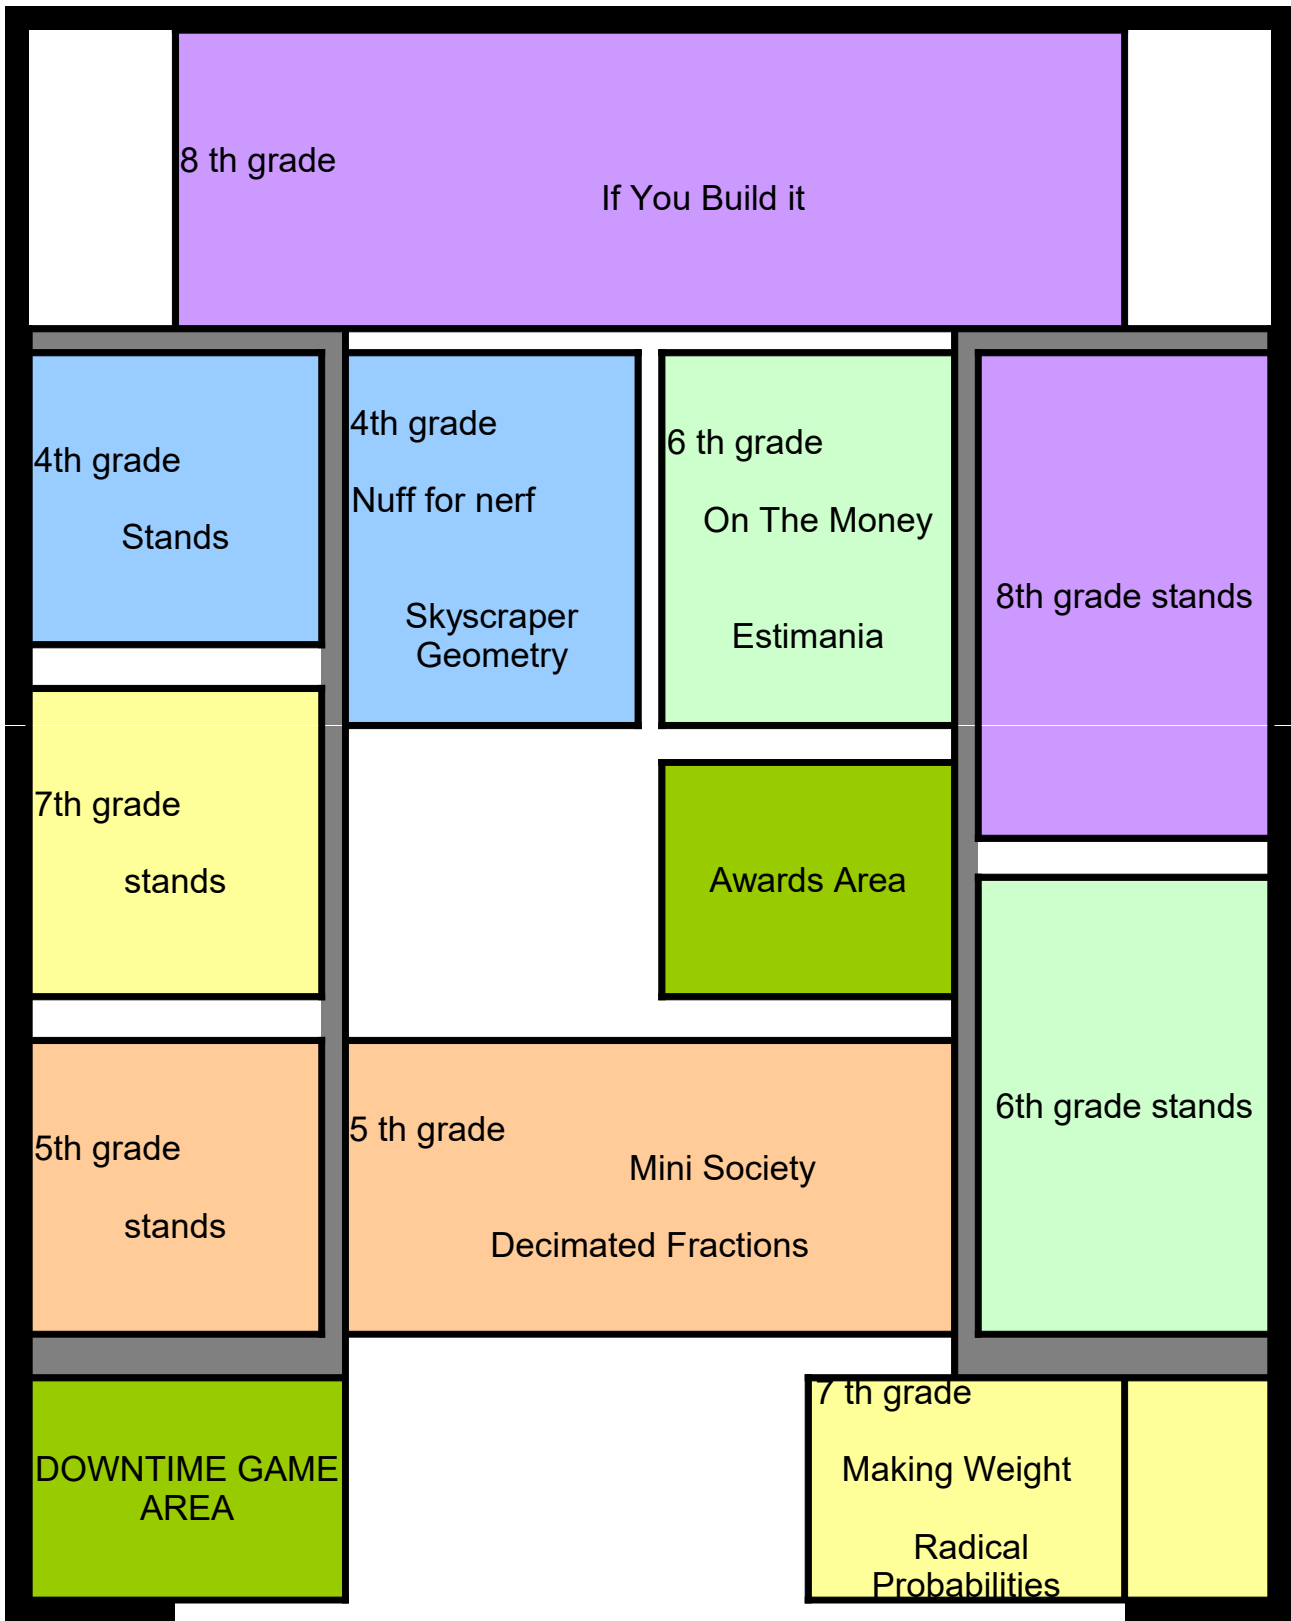 8 th grade
If You Build it
4th grade
Stands
4th grade
Nuff for nerf
Skyscraper
Geometry
6 th grade
On The Money
Estimania
8th grade stands
7th grade
stands
Awards Area
6th grade stands
5th grade
stands
5 th grade
Mini Society
Decimated Fractions
DOWNTIME GAME
AREA
7 th grade
Making Weight
Radical
Probabilities